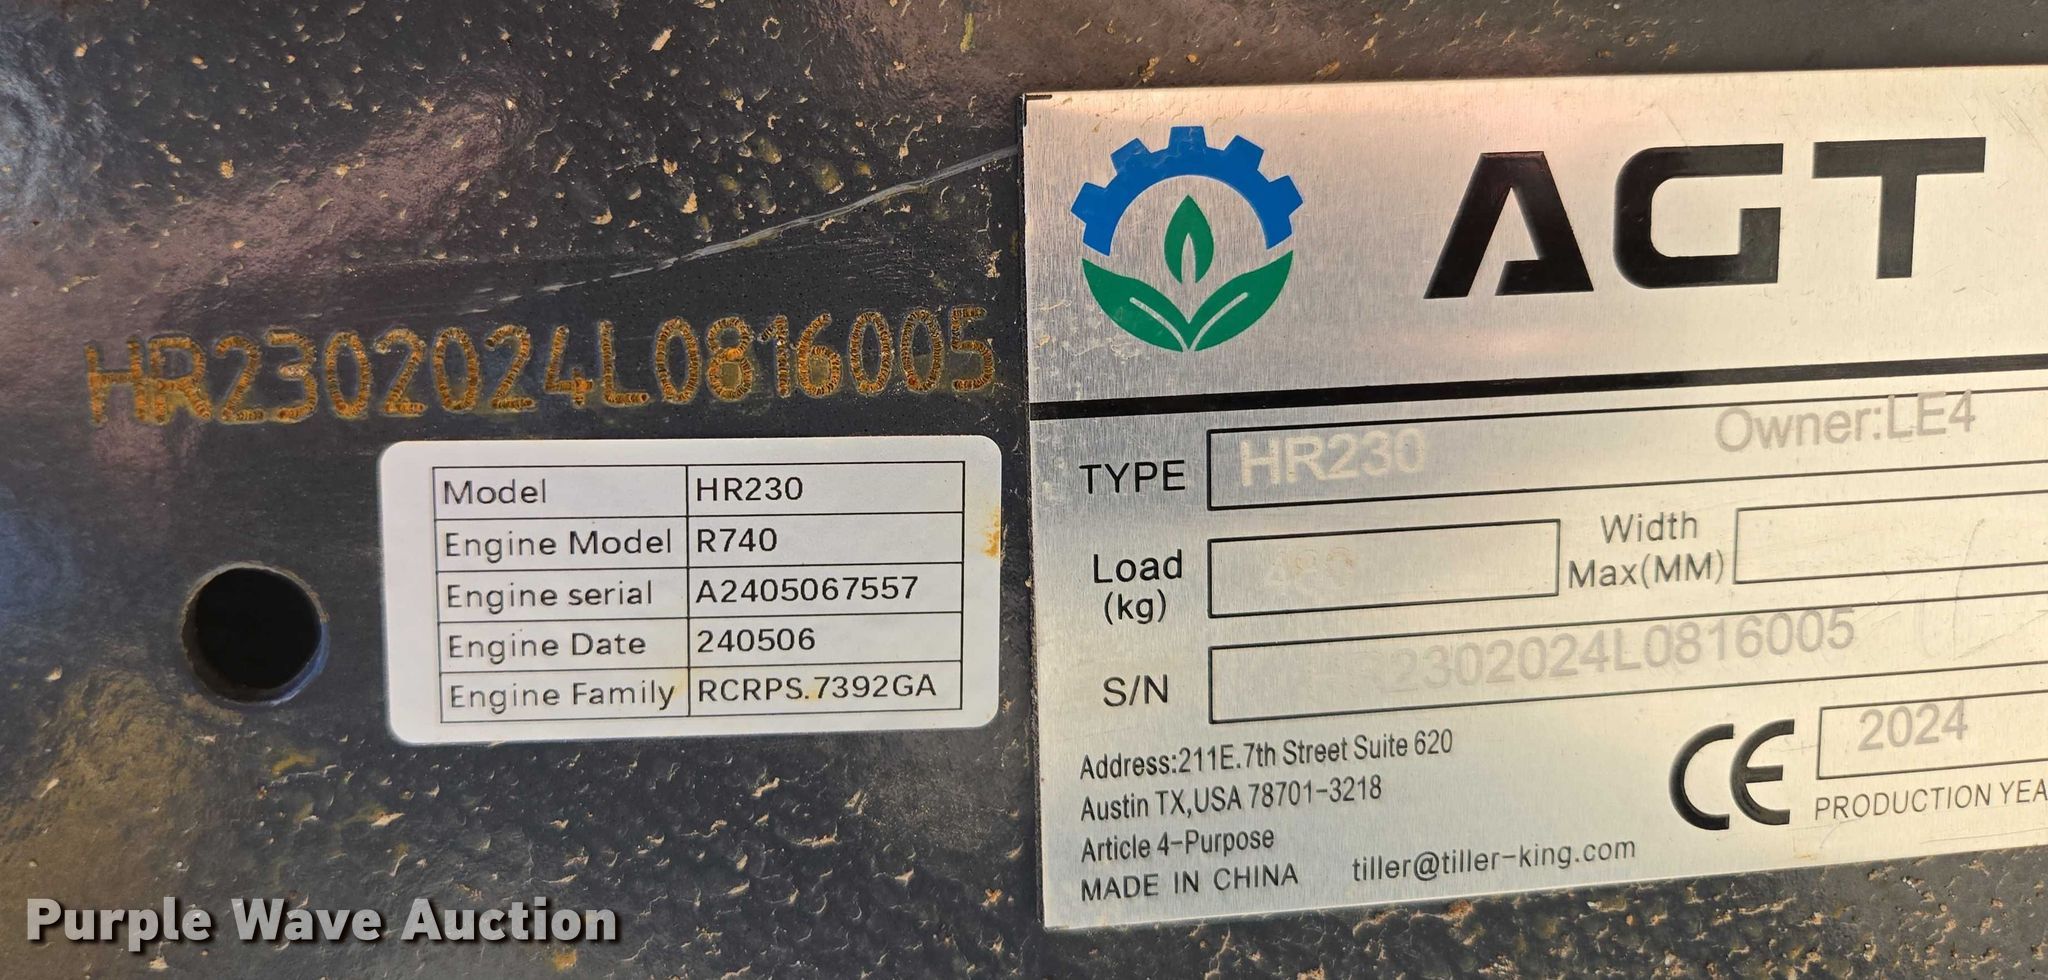 HR2302024L0816005
Model HR230
Engine Model R740
Engine serial A2405067557
Engine Date 240506
Engine Family RCRPS.7392GA
AGT
TYPE HR230 Owner:LE4
Load (kg)
Width Max(MM)
S/N 2302024L0816005
Address:211E.7th Street Suite 620
Austin TX,USA 78701-3218
Article 4-Purpose
MADE IN CHINA tiller@tiller-king.com
CE 2024
PRODUCTION YEA
Purple Wave Auction